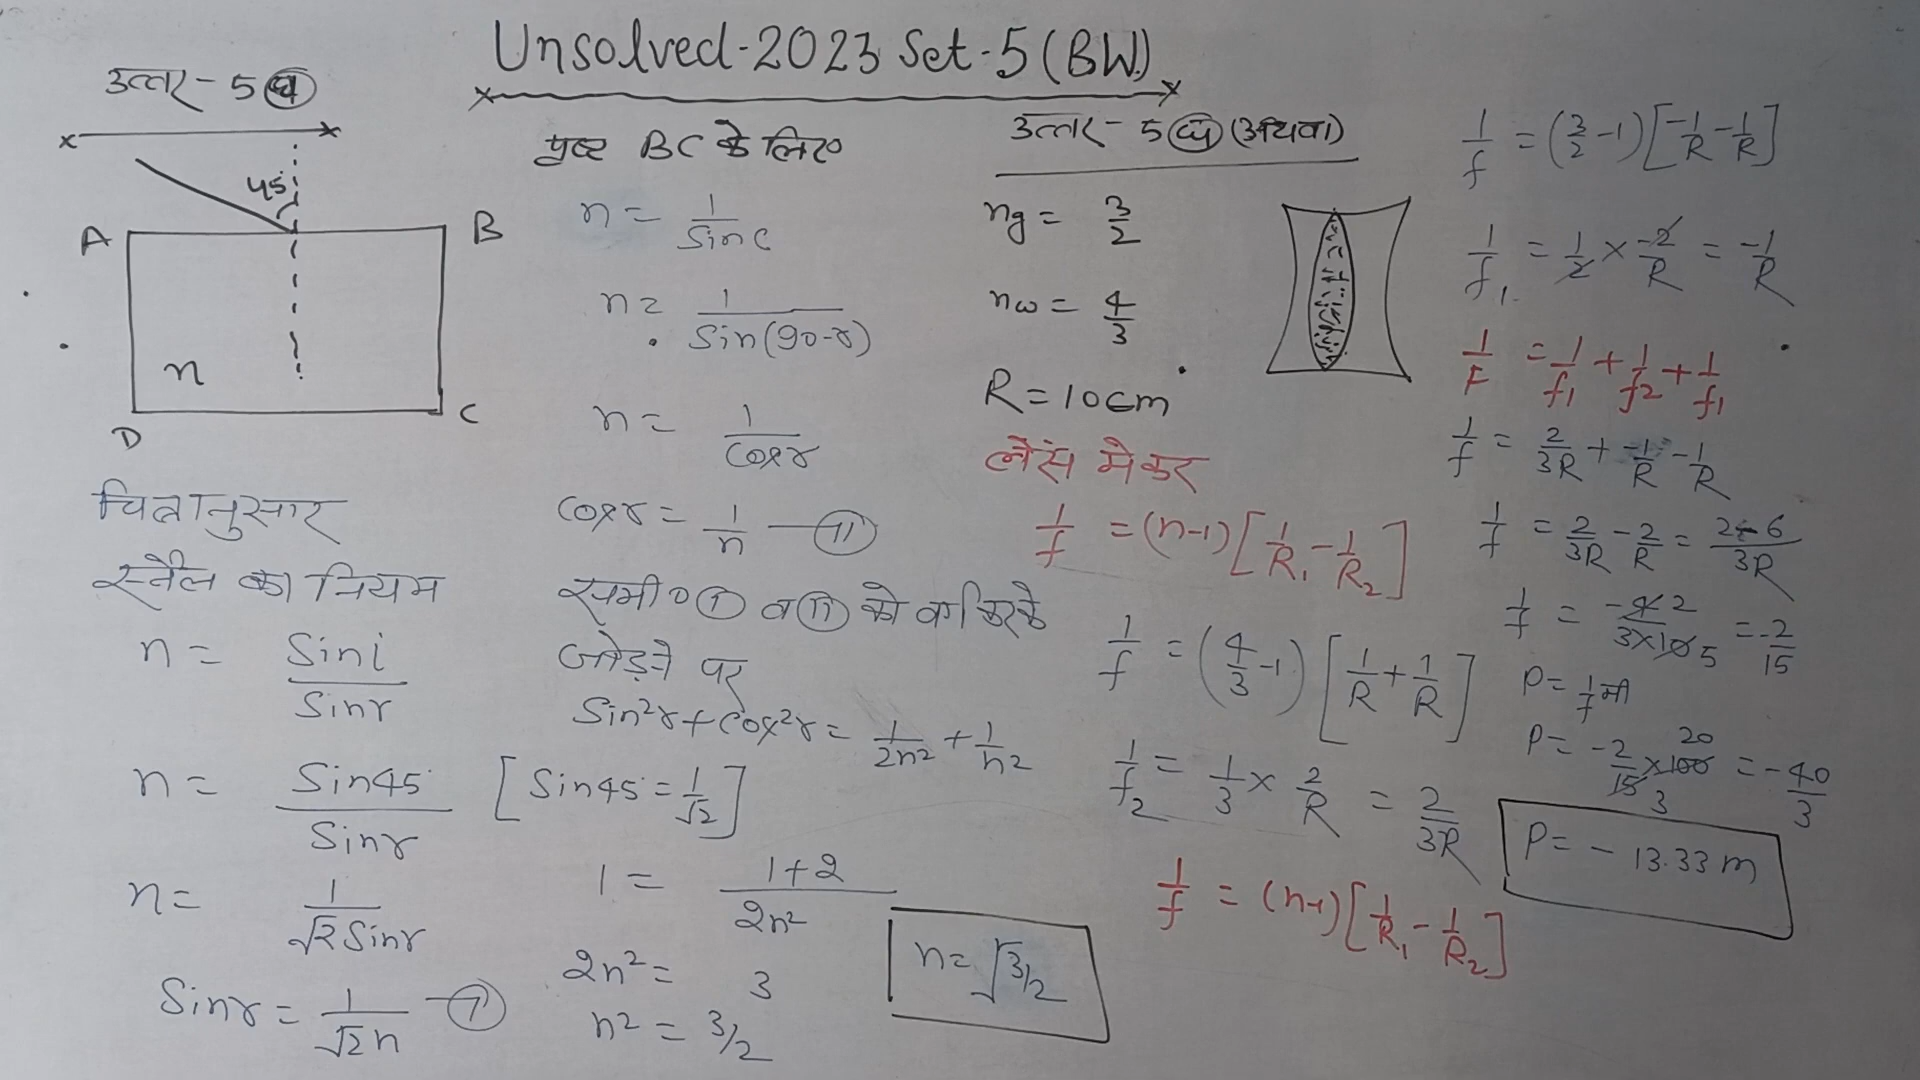 Unsolved-2023 Set-5 (BW)
उत्तर - 5 घ
45
A
B
n
D
C
चित्रानुसार
स्नैल का नियम
n = Sin i / Sin r
n = Sin45 / Sin r [Sin45 = 1/√2]
n = 1 / √2 Sin r
Sin r = 1 / √2 n — I
पृष्ट BC के लिए
n = 1 / Sin c
n = 1 / Sin(90-r)
n = 1 / Cos r
Cos r = 1 / n — II
समी० I व II को वर्ग करके
जोड़ने पर
Sin²r + Cos²r = 1/2n² + 1/n²
1 = 1+2 / 2n²
2n² = 3
n² = 3/2
n = √3/2
उत्तर - 5 घ (अथवा)
ng = 3/2
nw = 4/3
R = 10cm
लेंस मेकर
1/f = (n-1) [1/R₁ - 1/R₂]
1/f = (4/3 - 1) [1/R + 1/R]
1/f₂ = 1/3 × 2/R = 2/3R
1/f = (n-1) [1/R₁ - 1/R₂]
1/f = (3/2 - 1) [-1/R - 1/R]
1/f₁ = 1/2 × -2/R = -1/R
1/F = 1/f₁ + 1/f₂ + 1/f₁
1/f = 2/3R + -1/R - 1/R
1/f = 2/3R - 2/R = 2-6 / 3R
1/f = -4 2 / 3×10 5 = -2/15
P = 1/f मी
P = -2/15 3 × 100 20 = -40/3
P = - 13.33 m